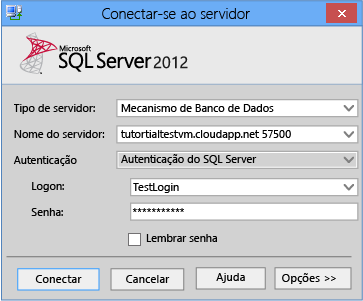 Conectar-se ao servidor
Microsoft
SQL Server 2012
Tipo de servidor: Mecanismo de Banco de Dados
Nome do servidor: tutortialtestvm.cloudapp.net 57500
Autenticação Autenticação do SQL Server
Logon: TestLogin
Senha: ***********
Lembrar senha
Conectar Cancelar Ajuda Opções >>